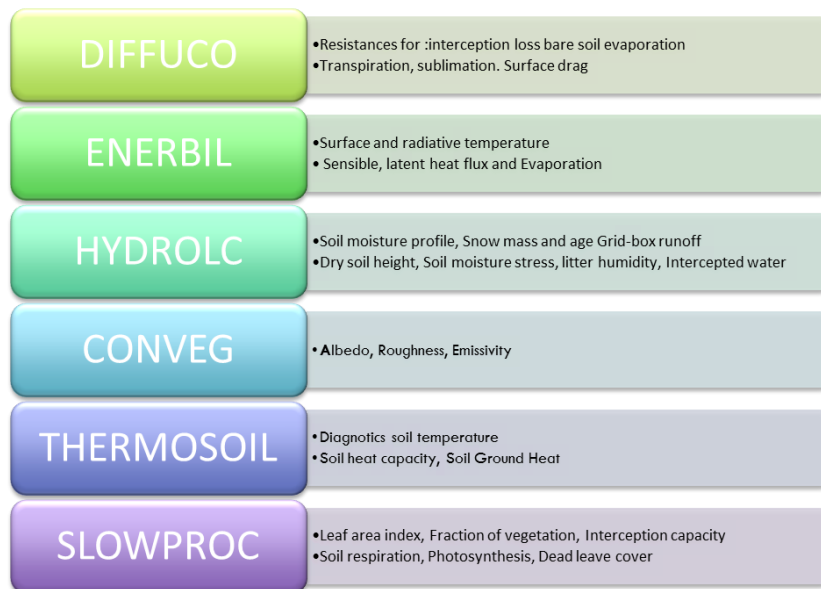 DIFFUCO
•Resistances for :interception loss bare soil evaporation
•Transpiration, sublimation. Surface drag
ENERBIL
•Surface and radiative temperature
• Sensible, latent heat flux and Evaporation
HYDROLC
•Soil moisture profile, Snow mass and age Grid-box runoff
•Dry soil height, Soil moisture stress, litter humidity, Intercepted water
CONVEG
•Albedo, Roughness, Emissivity
THERMOSOIL
•Diagnotics soil temperature
•Soil heat capacity, Soil Ground Heat
SLOWPROC
•Leaf area index, Fraction of vegetation, Interception capacity
•Soil respiration, Photosynthesis, Dead leave cover